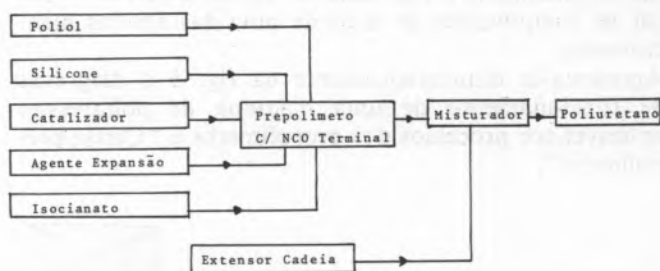 Poliol
Silicone
Catalizador
Prepolimero
Misturador
Poliuretano
C/ NCO Terminal
Agente Expansão
Isocianato
Extensor Cadeia